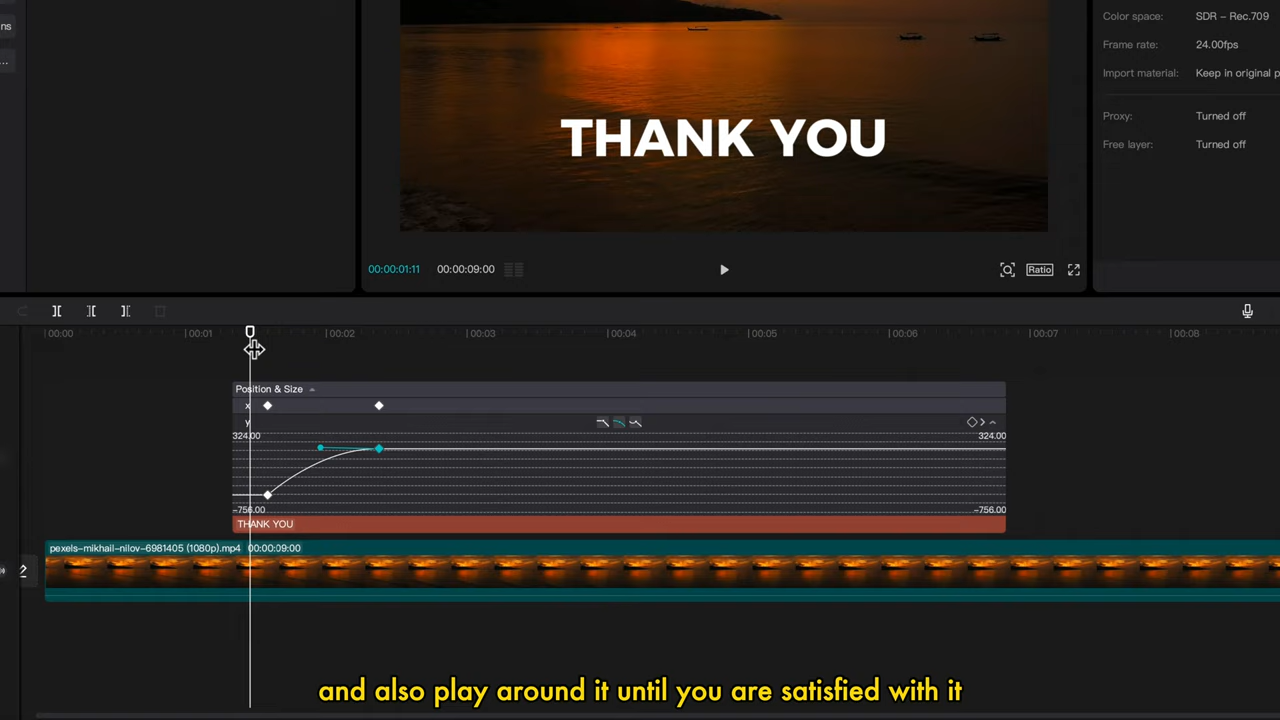 ns
...
Color space: SDR – Rec.709
Frame rate: 24.00fps
Import material: Keep in original p
Proxy: Turned off
Free layer: Turned off
THANK YOU
00:00:01:11 00:00:09:00
Ratio
00:00 00:01 00:02 00:03 00:04 00:05 00:06 00:07 00:08
Position & Size
x
y
324.00 324.00
-756.00 -756.00
THANK YOU
pexels-mikhail-nilov-6981405 (1080p).mp4 00:00:09:00
and also play around it until you are satisfied with it